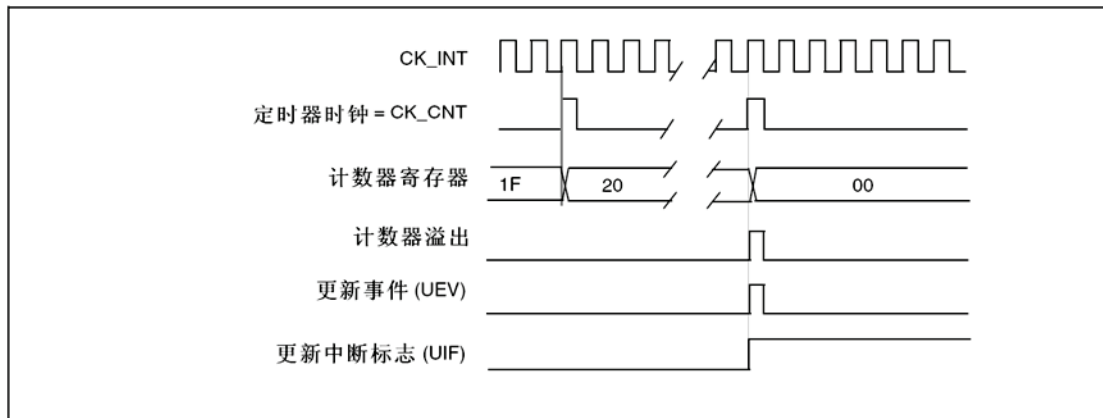 CK_INT
定时器时钟 = CK_CNT
计数器寄存器
1F
20
00
计数器溢出
更新事件 (UEV)
更新中断标志 (UIF)